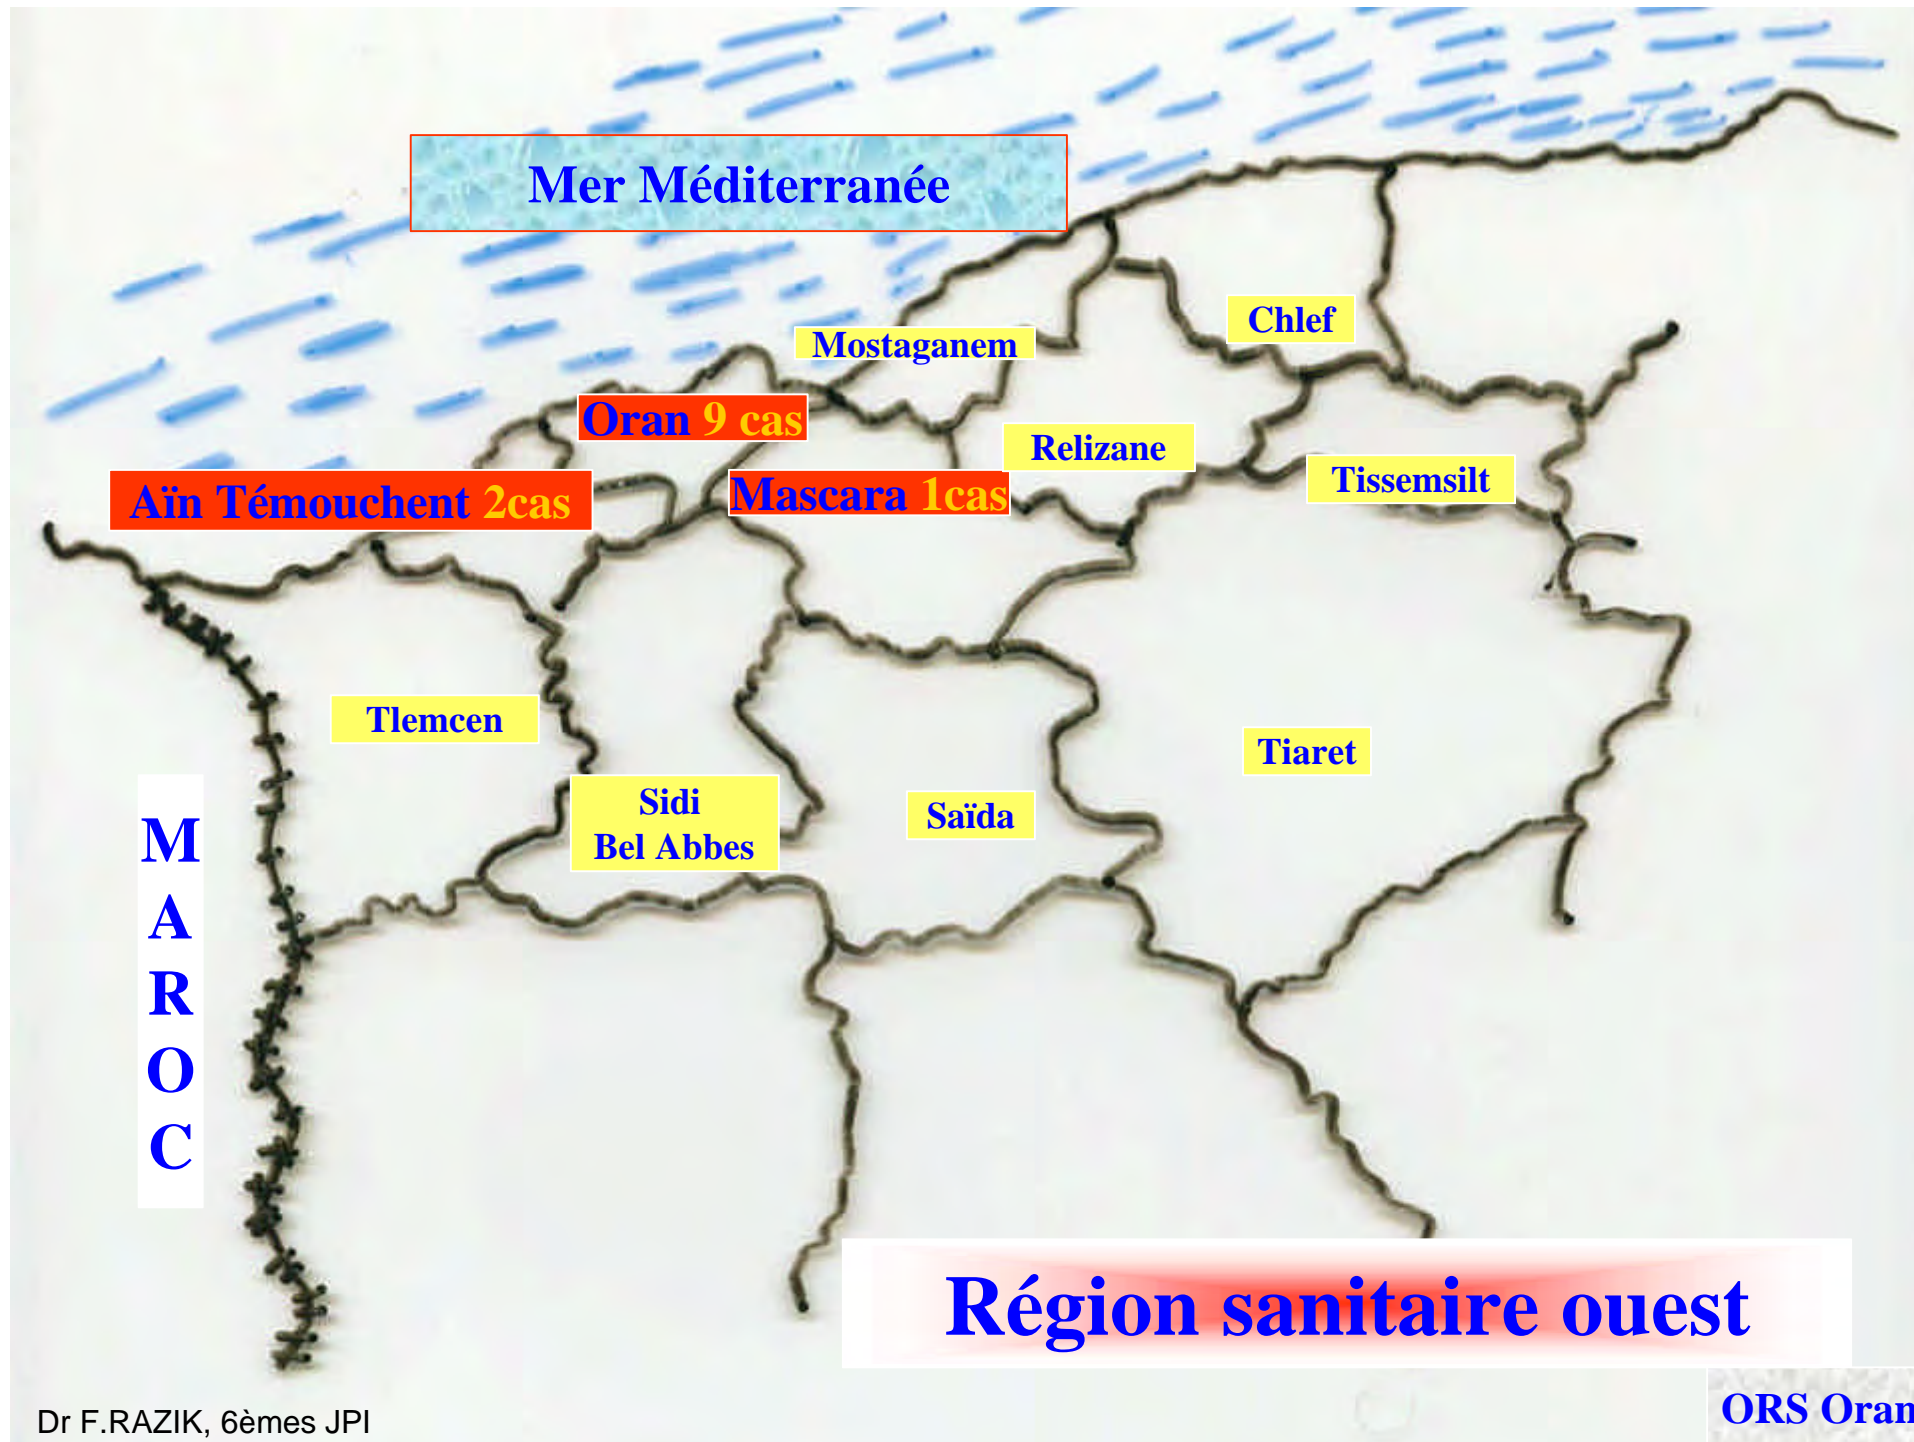 Mer Méditerranée
Chlef
Mostaganem
Oran 9 cas
Relizane
Tissemsilt
Aïn Témouchent 2cas
Mascara 1cas
Tlemcen
Tiaret
Sidi
Bel Abbes
Saïda
M
A
R
O
C
Région sanitaire ouest
ORS Oran
Dr F.RAZIK, 6èmes JPI